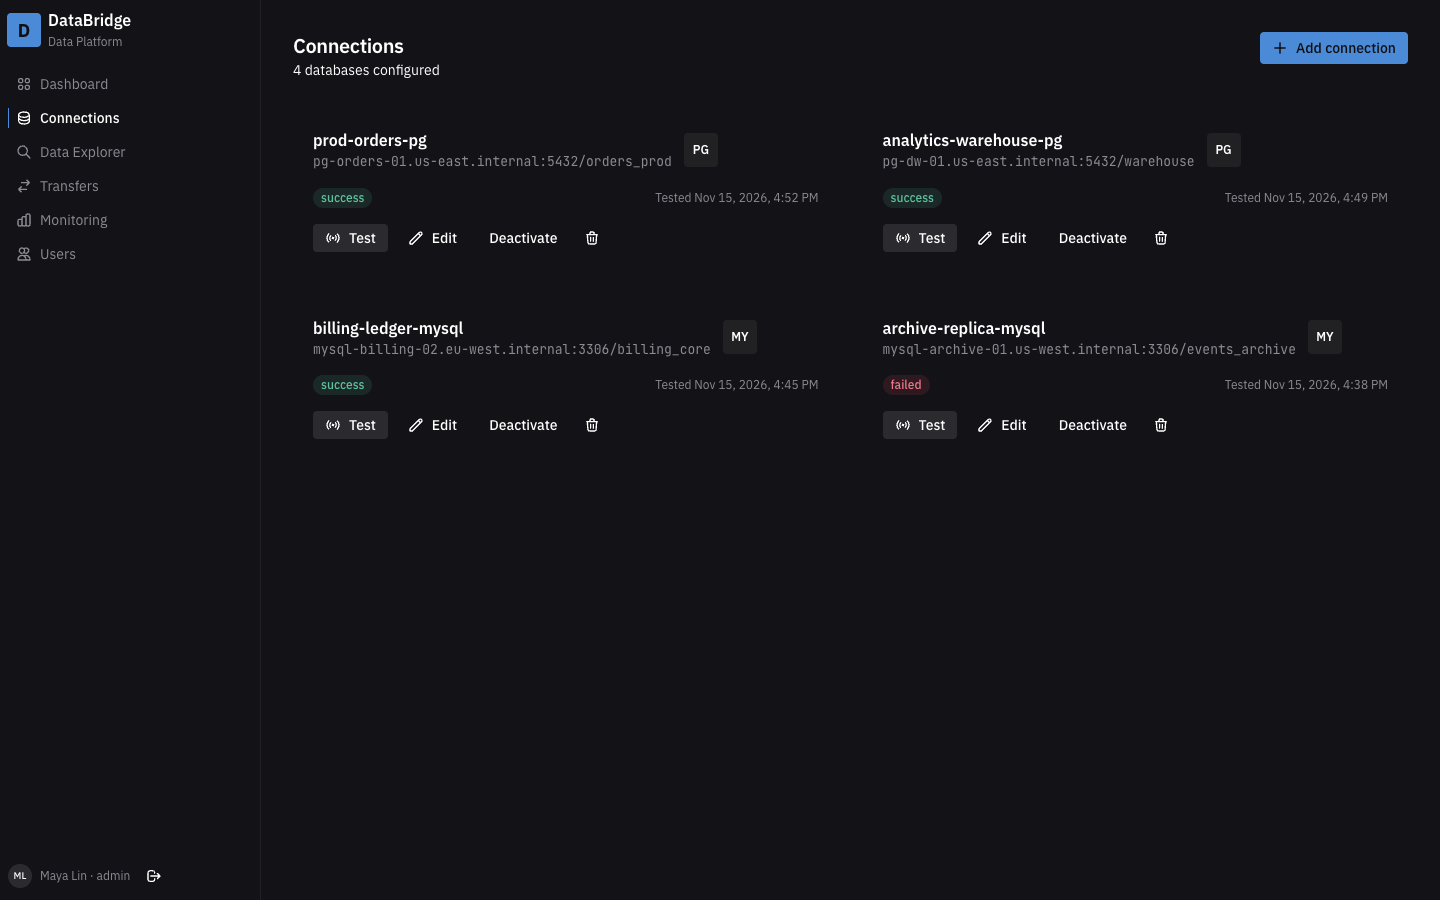 D
DataBridge
Data Platform
Dashboard
Connections
Data Explorer
Transfers
Monitoring
Users
ML
Maya Lin · admin
Connections
4 databases configured
Add connection
prod-orders-pg
pg-orders-01.us-east.internal:5432/orders_prod
PG
success
Tested Nov 15, 2026, 4:52 PM
Test
Edit
Deactivate
analytics-warehouse-pg
pg-dw-01.us-east.internal:5432/warehouse
PG
success
Tested Nov 15, 2026, 4:49 PM
Test
Edit
Deactivate
billing-ledger-mysql
mysql-billing-02.eu-west.internal:3306/billing_core
MY
success
Tested Nov 15, 2026, 4:45 PM
Test
Edit
Deactivate
archive-replica-mysql
mysql-archive-01.us-west.internal:3306/events_archive
MY
failed
Tested Nov 15, 2026, 4:38 PM
Test
Edit
Deactivate